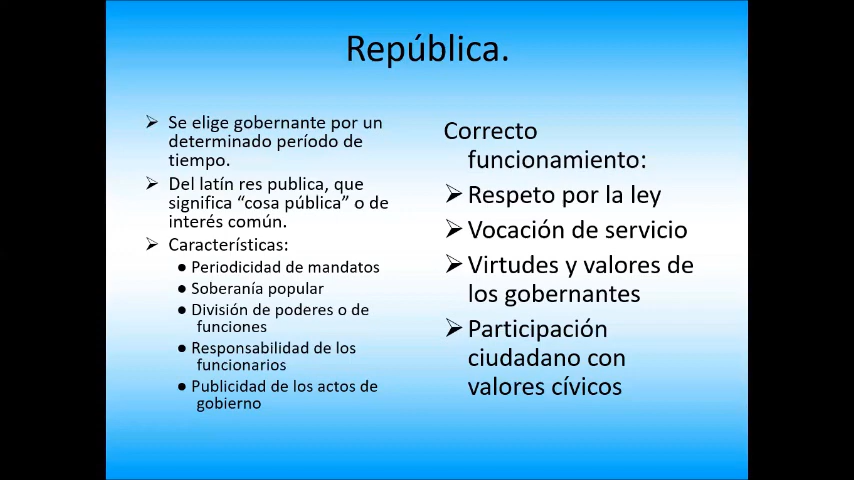 República.
➢ Se elige gobernante por un
determinado período de
tiempo.
➢ Del latín res publica, que
significa “cosa pública” o de
interés común.
➢ Características:
● Periodicidad de mandatos
● Soberanía popular
● División de poderes o de
funciones
● Responsabilidad de los
funcionarios
● Publicidad de los actos de
gobierno
Correcto
funcionamiento:
➢ Respeto por la ley
➢ Vocación de servicio
➢ Virtudes y valores de
los gobernantes
➢ Participación
ciudadano con
valores cívicos